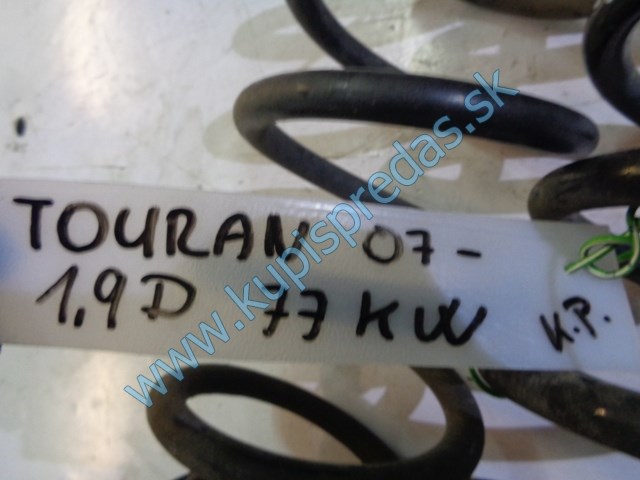 TOURAN 07-
1,9D 77 KW K.P.
www.kupispredas.sk